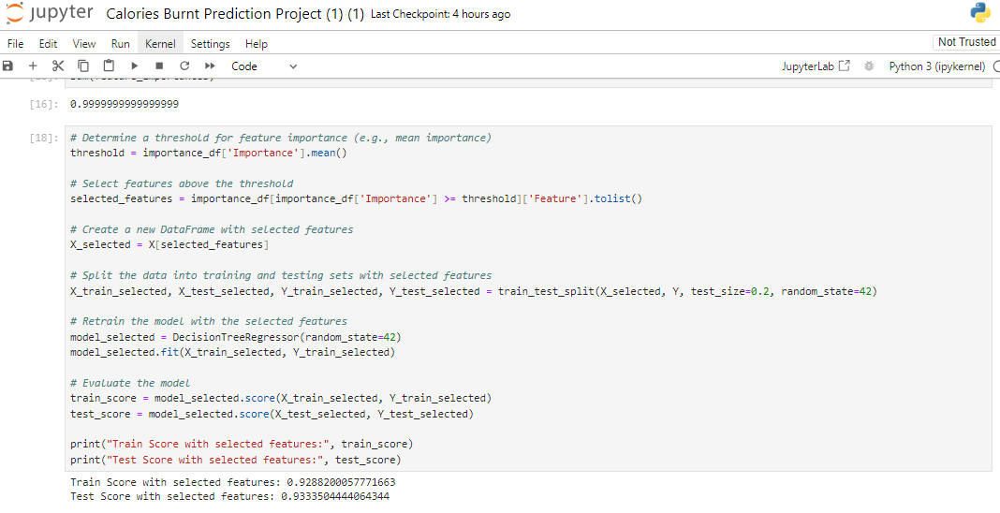 jupyter Calories Burnt Prediction Project (1) (1) Last Checkpoint: 4 hours ago
File Edit View Run Kernel Settings Help Not Trusted
Code JupyterLab Python 3 (ipykernel)
[16]: 0.9999999999999999
[18]: # Determine a threshold for feature importance (e.g., mean importance)
threshold = importance_df['Importance'].mean()
# Select features above the threshold
selected_features = importance_df[importance_df['Importance'] >= threshold]['Feature'].tolist()
# Create a new DataFrame with selected features
X_selected = X[selected_features]
# Split the data into training and testing sets with selected features
X_train_selected, X_test_selected, Y_train_selected, Y_test_selected = train_test_split(X_selected, Y, test_size=0.2, random_state=42)
# Retrain the model with the selected features
model_selected = DecisionTreeRegressor(random_state=42)
model_selected.fit(X_train_selected, Y_train_selected)
# Evaluate the model
train_score = model_selected.score(X_train_selected, Y_train_selected)
test_score = model_selected.score(X_test_selected, Y_test_selected)
print("Train Score with selected features:", train_score)
print("Test Score with selected features:", test_score)
Train Score with selected features: 0.9288200057771663
Test Score with selected features: 0.9333504444064344